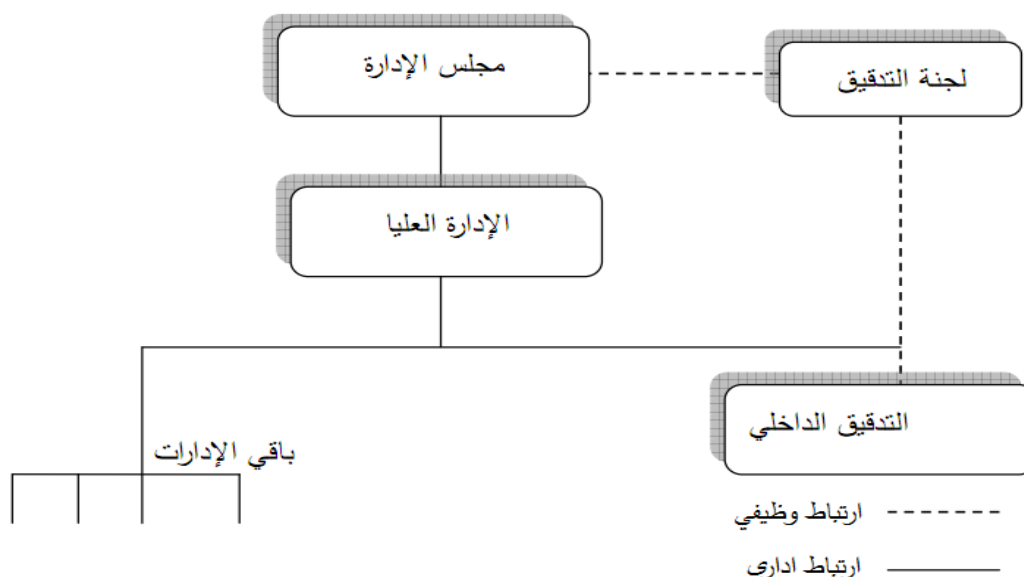 مجلس الإدارة
لجنة التدقيق
الإدارة العليا
التدقيق الداخلي
باقي الإدارات
ارتباط وظيفي
ارتباط اداري